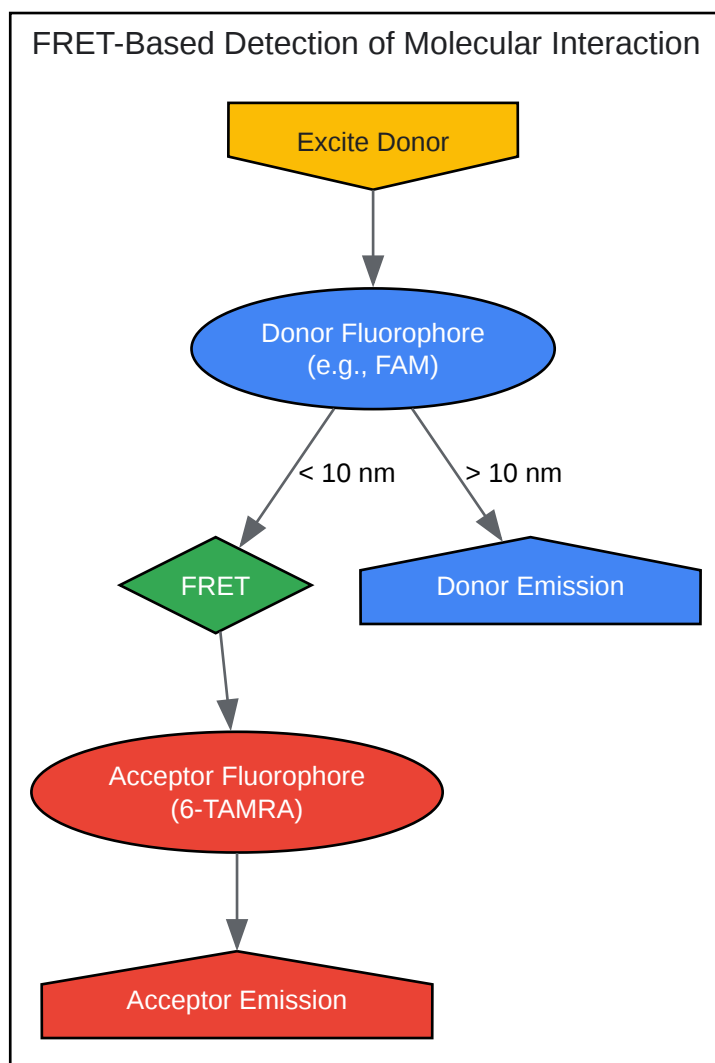 FRET-Based Detection of Molecular Interaction
Excite Donor
Donor Fluorophore
(e.g., FAM)
< 10 nm
> 10 nm
FRET
Donor Emission
Acceptor Fluorophore
(6-TAMRA)
Acceptor Emission